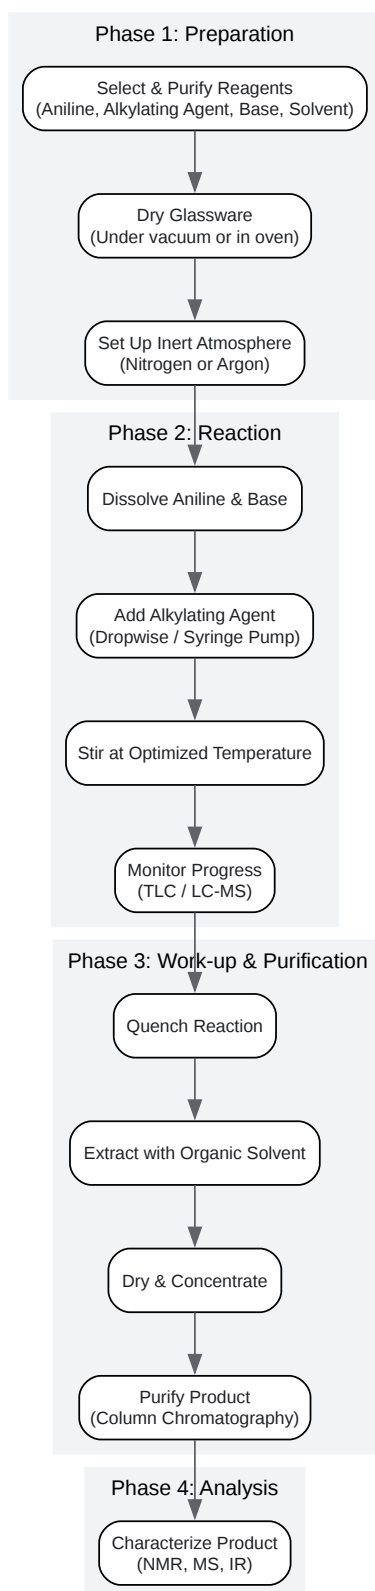 Phase 1: Preparation
Select & Purify Reagents
(Aniline, Alkylating Agent, Base, Solvent)
Dry Glassware
(Under vacuum or in oven)
Set Up Inert Atmosphere
(Nitrogen or Argon)
Phase 2: Reaction
Dissolve Aniline & Base
Add Alkylating Agent
(Dropwise / Syringe Pump)
Stir at Optimized Temperature
Monitor Progress
(TLC / LC-MS)
Phase 3: Work-up & Purification
Quench Reaction
Extract with Organic Solvent
Dry & Concentrate
Purify Product
(Column Chromatography)
Phase 4: Analysis
Characterize Product
(NMR, MS, IR)